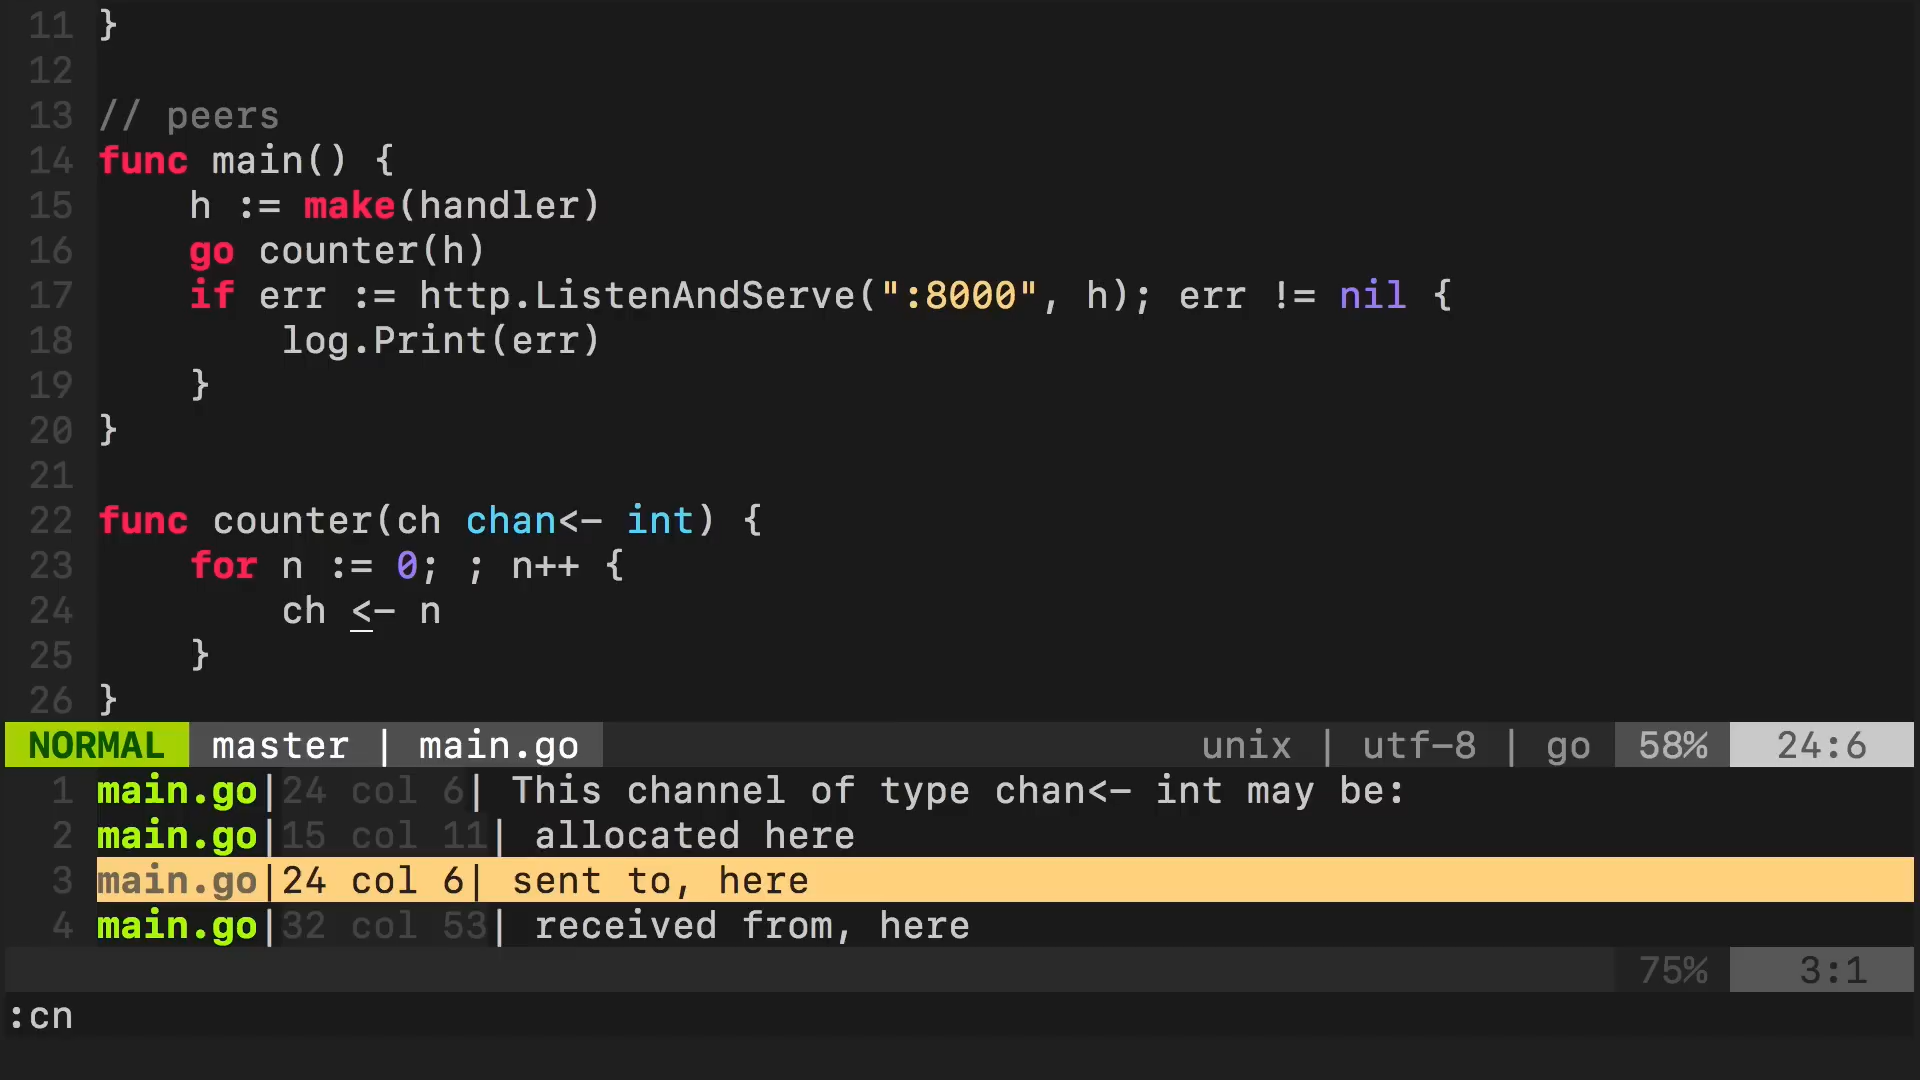 11 }
12
13 // peers
14 func main() {
15     h := make(handler)
16     go counter(h)
17     if err := http.ListenAndServe(":8000", h); err != nil {
18         log.Print(err)
19     }
20 }
21
22 func counter(ch chan<- int) {
23     for n := 0; ; n++ {
24         ch <- n
25     }
26 }
NORMAL master | main.go unix | utf-8 | go 58% 24:6
1 main.go|24 col 6| This channel of type chan<- int may be:
2 main.go|15 col 11| allocated here
3 main.go|24 col 6| sent to, here
4 main.go|32 col 53| received from, here
75% 3:1
:cn